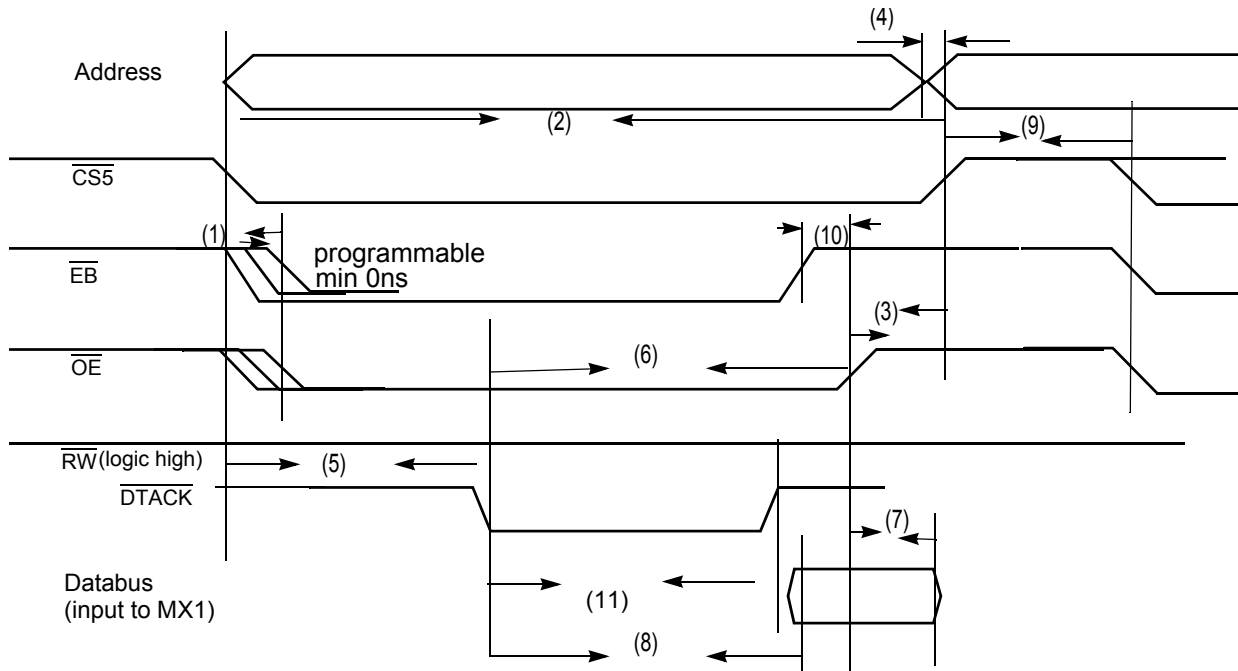 (4)
Address
(2)
(9)
CS5
(1)
(10)
programmable
min 0ns
EB
(3)
(6)
OE
RW(logic high)
(5)
DTACK
(7)
Databus
(input to MX1)
(11)
(8)